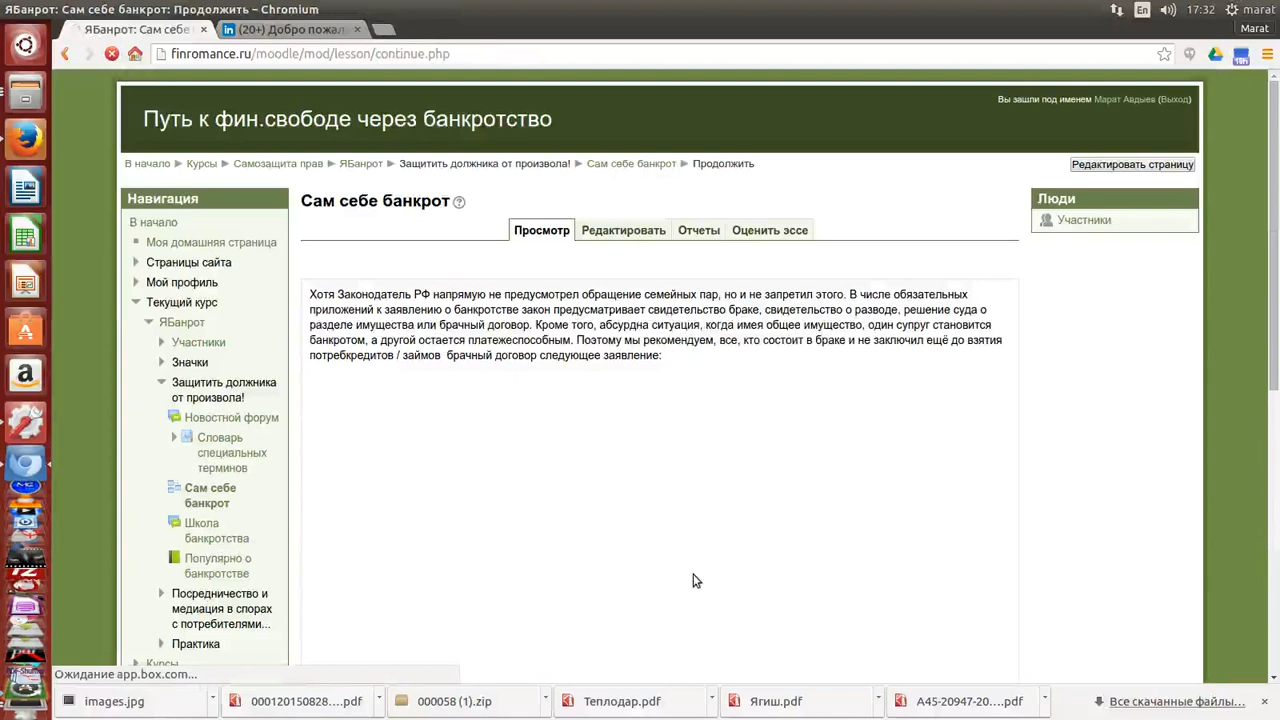 ЯБанрот: Сам себе банкрот: Продолжить – Chromium
En
17:32
marat
ЯБанрот: Сам себе
(20+) Добро пожал
Marat
finromance.ru/moodle/mod/lesson/continue.php
Вы зашли под именем Марат Авдыев (Выход)
Путь к фин.свободе через банкротство
В начало ► Курсы ► Самозащита прав ► ЯБанрот ► Защитить должника от произвола! ► Сам себе банкрот ► Продолжить
Редактировать страницу
Навигация
В начало
Моя домашняя страница
Страницы сайта
Мой профиль
Текущий курс
ЯБанрот
Участники
Значки
Защитить должника
от произвола!
Новостной форум
Словарь
специальных
терминов
Сам себе
банкрот
Школа
банкротства
Популярно о
банкротстве
Посредничество и
медиация в спорах
с потребителями...
Практика
Курсы
Сам себе банкрот
Просмотр
Редактировать
Отчеты
Оценить эссе
Хотя Законодатель РФ напрямую не предусмотрел обращение семейных пар, но и не запретил этого. В числе обязательных
приложений к заявлению о банкротстве закон предусматривает свидетельство браке, свидетельство о разводе, решение суда о
разделе имущества или брачный договор. Кроме того, абсурдна ситуация, когда имея общее имущество, один супруг становится
банкротом, а другой остается платежеспособным. Поэтому мы рекомендуем, все, кто состоит в браке и не заключил ещё до взятия
потребкредитов / займов брачный договор следующее заявление:
Люди
Участники
Ожидание app.box.com...
images.jpg
000120150828....pdf
000058 (1).zip
Теплодар.pdf
Ягиш.pdf
A45-20947-20....pdf
Все скачанные файлы...